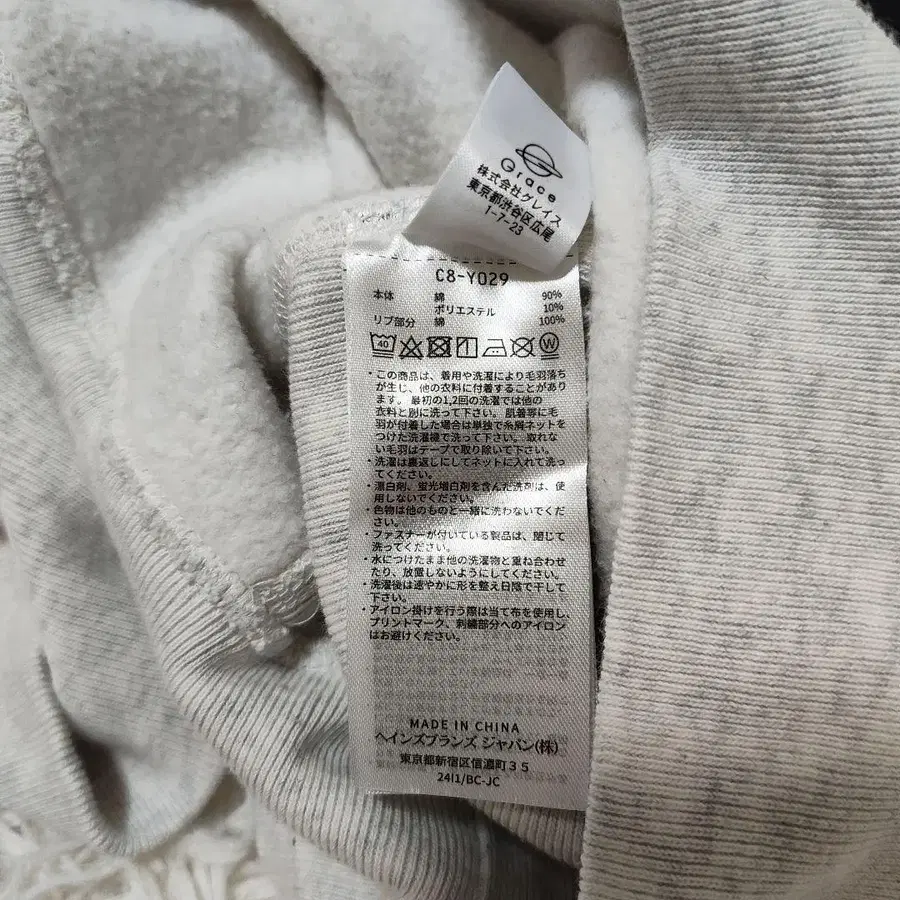 Grace
株式会社グレイス
東京都渋谷区広尾
1-7-23
C8-Y029
本体 綿 90%
ポリエステル 10%
リブ部分 綿 100%
40 W
・この商品は、着用や洗濯により毛羽落ち
が生じ、他の衣料に付着することがあり
ます。最初の1,2回の洗濯では他の
衣料と別に洗って下さい。肌着等に毛
羽が付着した場合は単独で糸屑ネットを
つけた洗濯機で洗って下さい。取れな
い毛羽はテープで取り除いて下さい。
・洗濯は裏返しにしてネットに入れて洗っ
てください。
・漂白剤、蛍光増白剤を含んだ洗剤は、使
用しないでください。
・色物は他のものと一緒に洗わないでくだ
さい。
・ファスナーが付いている製品は、閉じて
洗ってください。
・水につけたまま他の洗濯物と重ね合わせ
たり、放置しないようにしてください。
・洗濯後は速やかに形を整え日陰で干して
下さい。
・アイロン掛けを行う際は当て布を使用し、
プリントマーク、刺繍部分へのアイロン
はお避けください。
MADE IN CHINA
ヘインズブランズ ジャパン(株)
東京都新宿区信濃町35
24I1/BC-JC